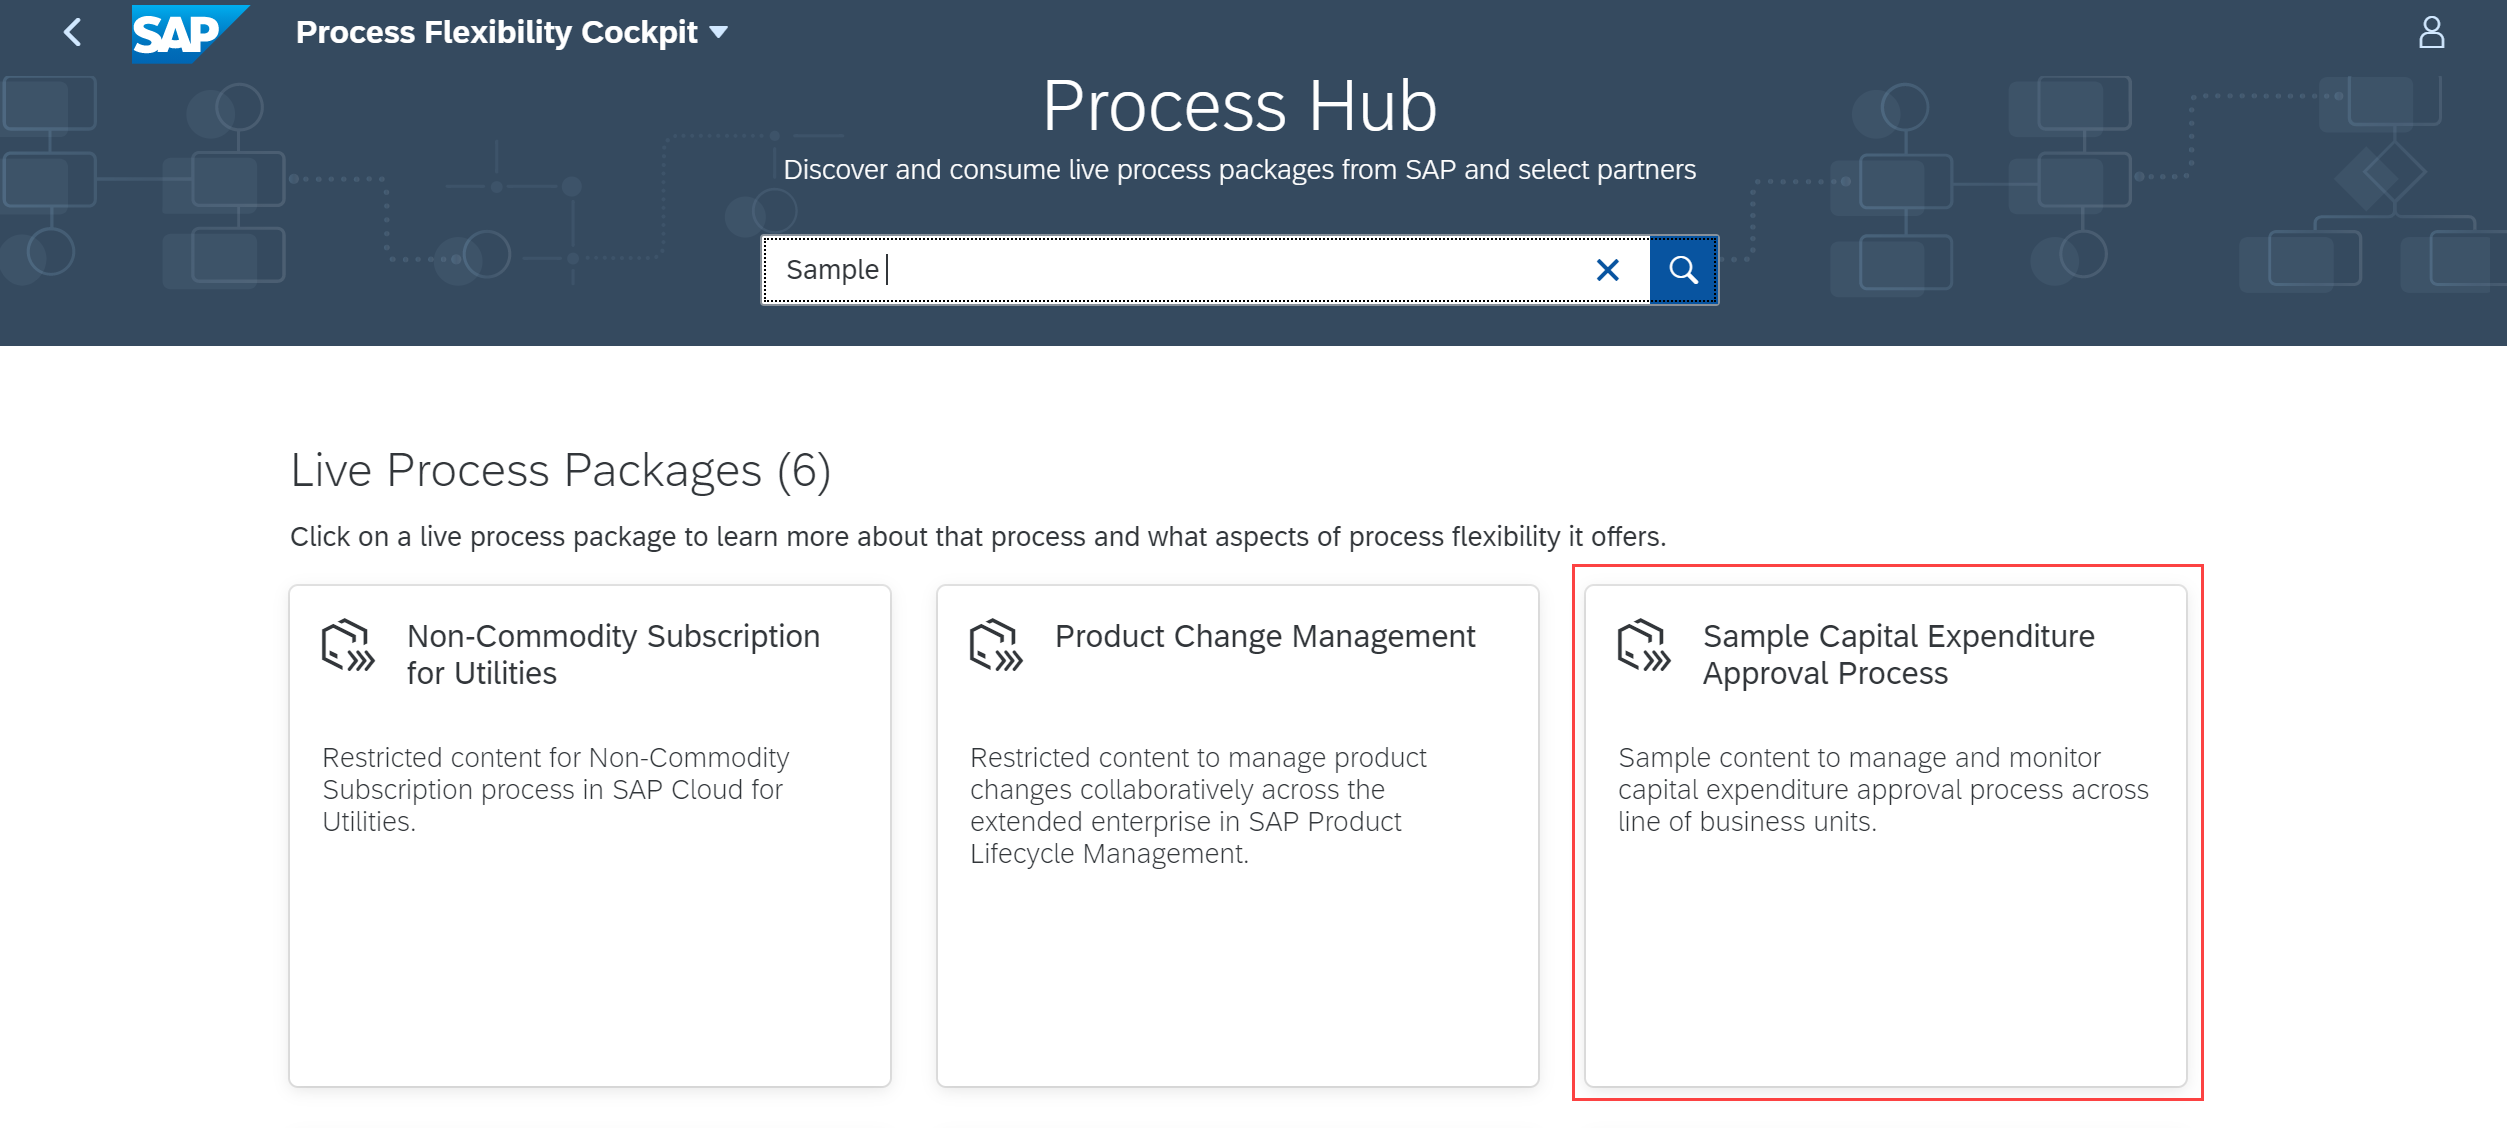 SAP Process Flexibility Cockpit
Process Hub
Discover and consume live process packages from SAP and select partners
Sample
Live Process Packages (6)
Click on a live process package to learn more about that process and what aspects of process flexibility it offers.
Non-Commodity Subscription
for Utilities
Restricted content for Non-Commodity
Subscription process in SAP Cloud for
Utilities.
Product Change Management
Restricted content to manage product
changes collaboratively across the
extended enterprise in SAP Product
Lifecycle Management.
Sample Capital Expenditure
Approval Process
Sample content to manage and monitor
capital expenditure approval process across
line of business units.